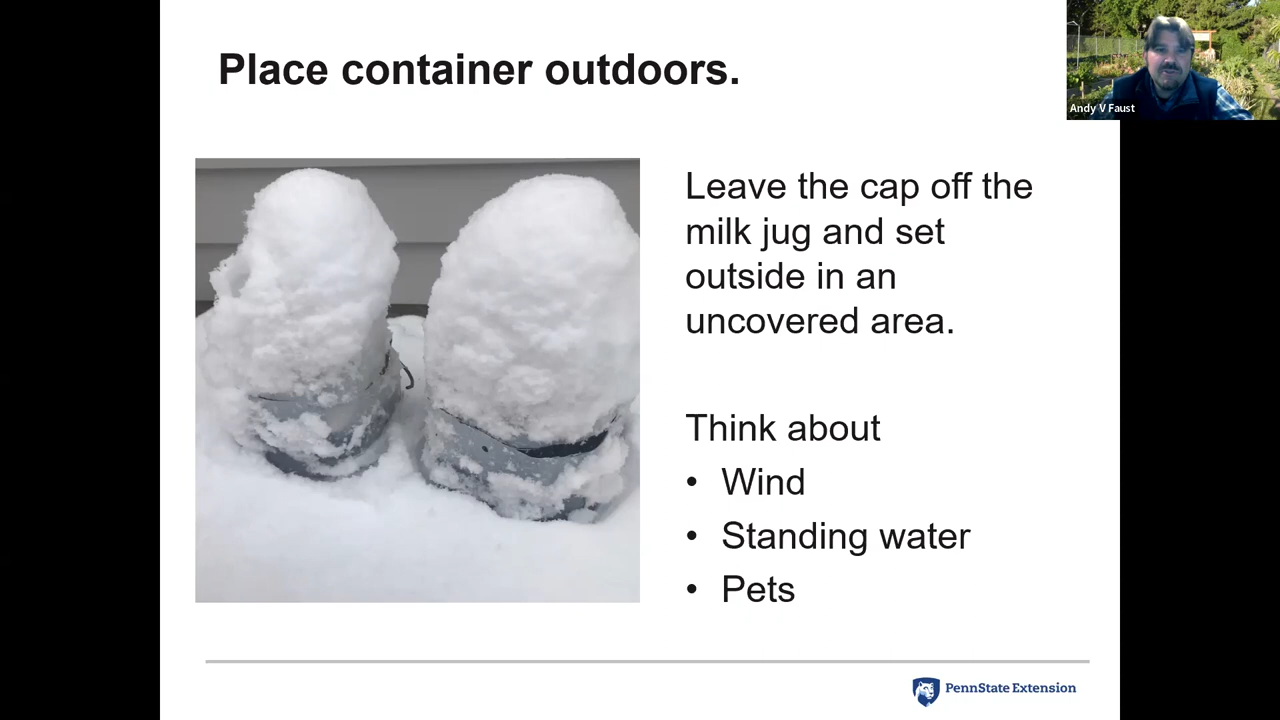 Place container outdoors.
Andy V Faust
Leave the cap off the
milk jug and set
outside in an
uncovered area.
Think about
• Wind
• Standing water
• Pets
PennState Extension